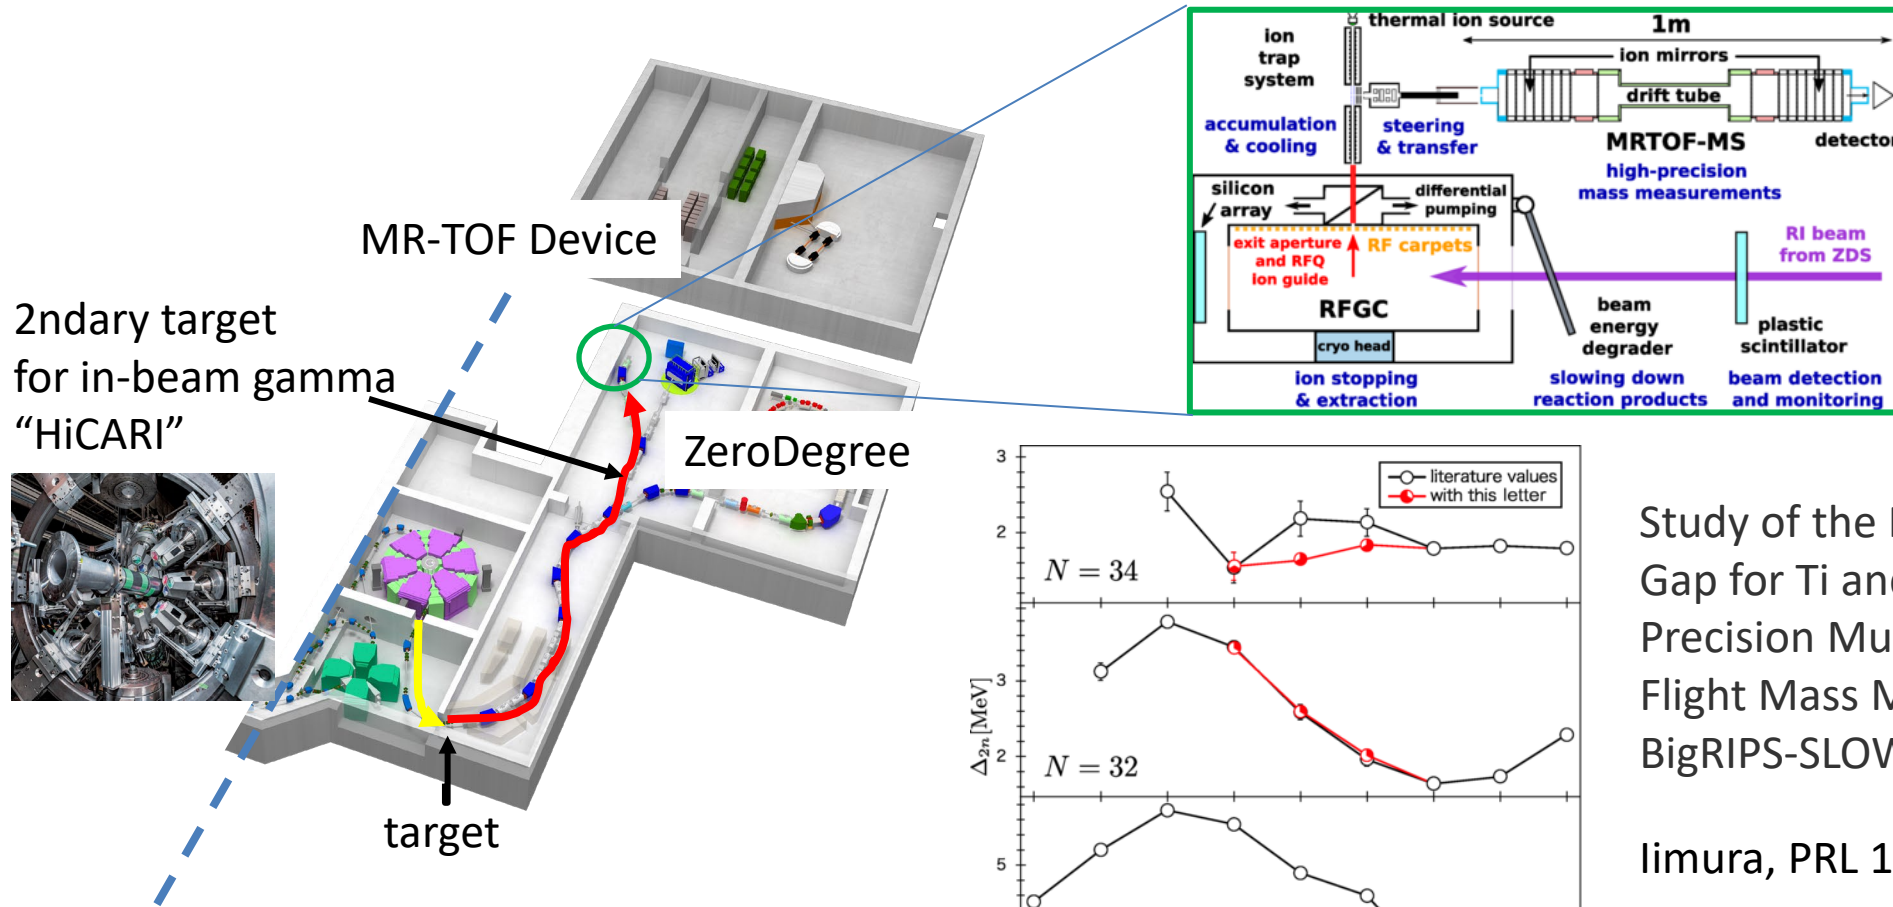 MR-TOF Device
2ndary target
for in-beam gamma
“HiCARI”
ZeroDegree
target
thermal ion source
1m
ion
trap
system
ion mirrors
drift tube
accumulation
& cooling
steering
& transfer
MRTOF-MS
detector
high-precision
mass measurements
silicon
array
differential
pumping
exit aperture
and RFQ
ion guide
RF carpets
RI beam
from ZDS
RFGC
cryo head
beam
energy
degrader
plastic
scintillator
ion stopping
& extraction
slowing down
reaction products
beam detection
and monitoring
3
literature values
with this letter
2
N = 34
3
Δ2n [MeV]
2
N = 32
5
Study of the
Gap for Ti and
Precision Mu
Flight Mass M
BigRIPS-SLOW
Iimura, PRL 1